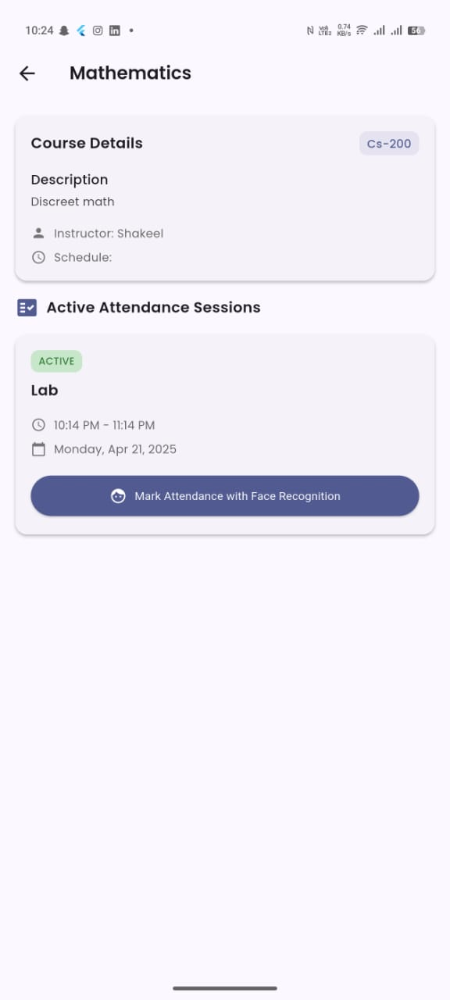 10:24
Vo))
LTE2
0.74
KB/s
56
Mathematics
Course Details
Cs-200
Description
Discreet math
Instructor: Shakeel
Schedule:
Active Attendance Sessions
ACTIVE
Lab
10:14 PM - 11:14 PM
Monday, Apr 21, 2025
Mark Attendance with Face Recognition